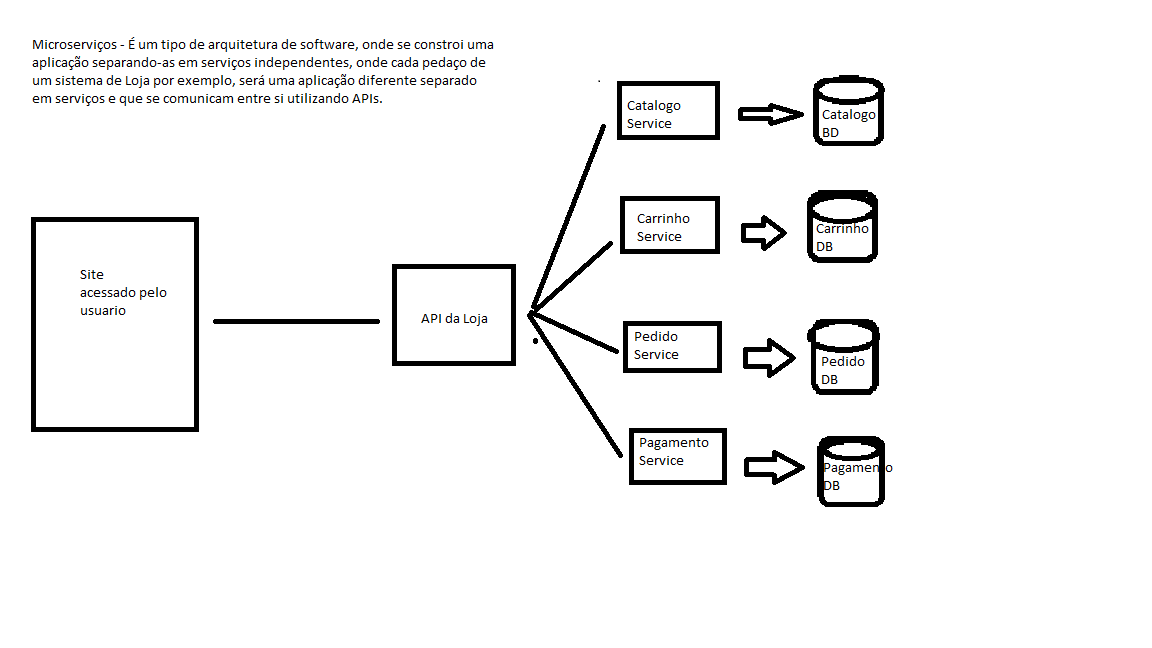 Microserviços - É um tipo de arquitetura de software, onde se constroi uma
aplicação separando-as em serviços independentes, onde cada pedaço de
um sistema de Loja por exemplo, será uma aplicação diferente separado
em serviços e que se comunicam entre si utilizando APIs.
Catalogo
Service
Catalogo
BD
Carrinho
Service
Carrinho
DB
Site
acessado pelo
usuario
API da Loja
Pedido
Service
Pedido
DB
Pagamento
Service
Pagamento
DB